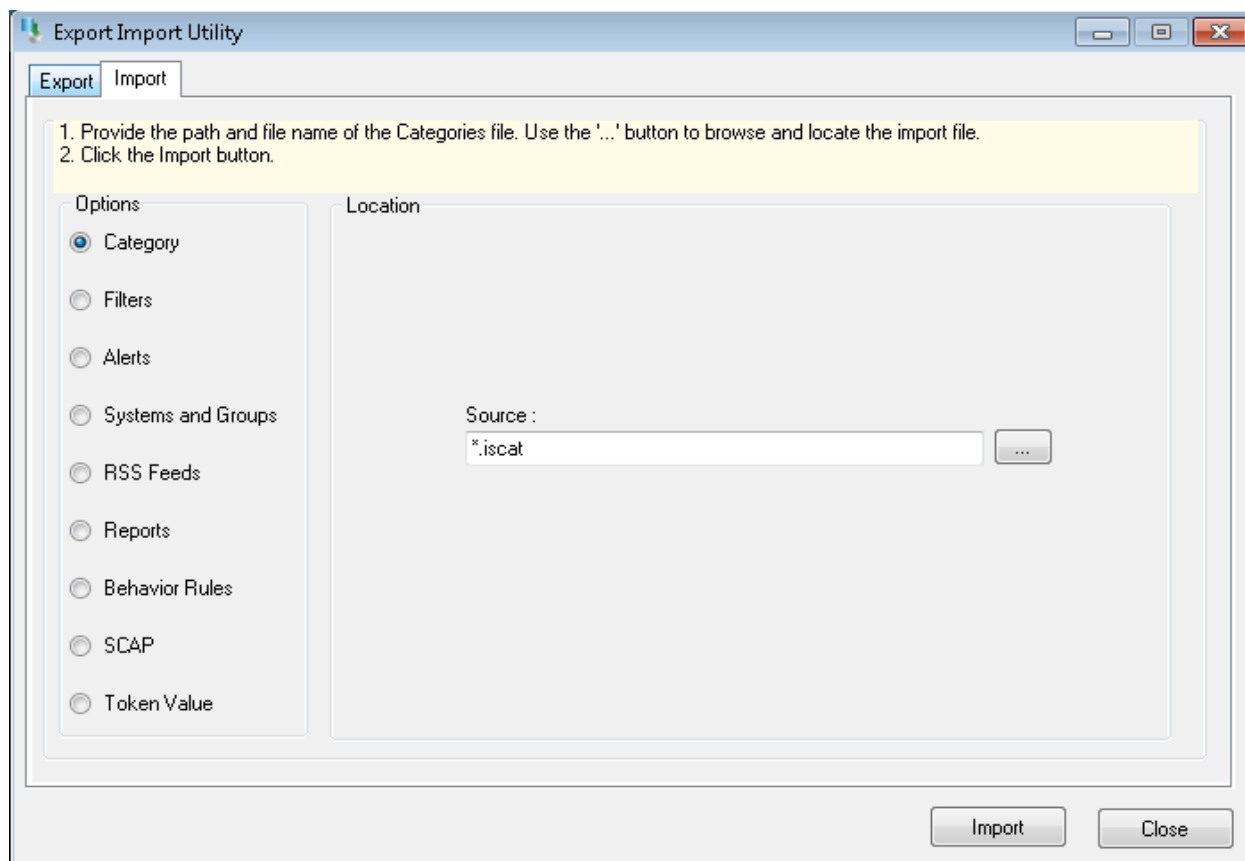 Export Import Utility
Export Import
1. Provide the path and file name of the Categories file. Use the '...' button to browse and locate the import file.
2. Click the Import button.
Options
Location
Category
Filters
Alerts
Systems and Groups
Source :
*.iscat
...
RSS Feeds
Reports
Behavior Rules
SCAP
Token Value
Import Close